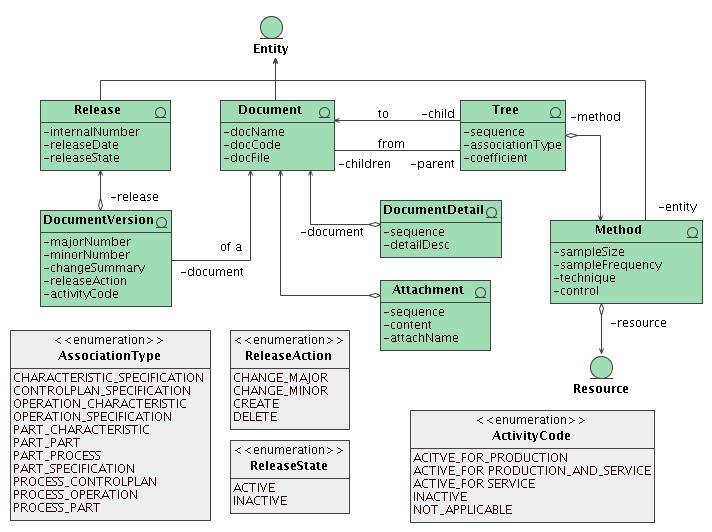 Entity
Release
-internalNumber
-releaseDate
-releaseState
Document
-docName
-docCode
-docFile
to
-child
from
-children
-parent
Tree
-sequence
-associationType
-coefficient
-method
-release
DocumentVersion
-majorNumber
-minorNumber
-changeSummary
-releaseAction
-activityCode
of a
-document
-document
DocumentDetail
-sequence
-detailDesc
-entity
Method
-sampleSize
-sampleFrequency
-technique
-control
Attachment
-sequence
-content
-attachName
-resource
Resource
<<enumeration>>
AssociationType
CHARACTERISTIC_SPECIFICATION
CONTROLPLAN_SPECIFICATION
OPERATION_CHARACTERISTIC
OPERATION_SPECIFICATION
PART_CHARACTERISTIC
PART_PART
PART_PROCESS
PART_SPECIFICATION
PROCESS_CONTROLPLAN
PROCESS_OPERATION
PROCESS_PART
<<enumeration>>
ReleaseAction
CHANGE_MAJOR
CHANGE_MINOR
CREATE
DELETE
<<enumeration>>
ReleaseState
ACTIVE
INACTIVE
<<enumeration>>
ActivityCode
ACITVE_FOR_PRODUCTION
ACTIVE_FOR PRODUCTION_AND_SERVICE
ACTIVE_FOR SERVICE
INACTIVE
NOT_APPLICABLE